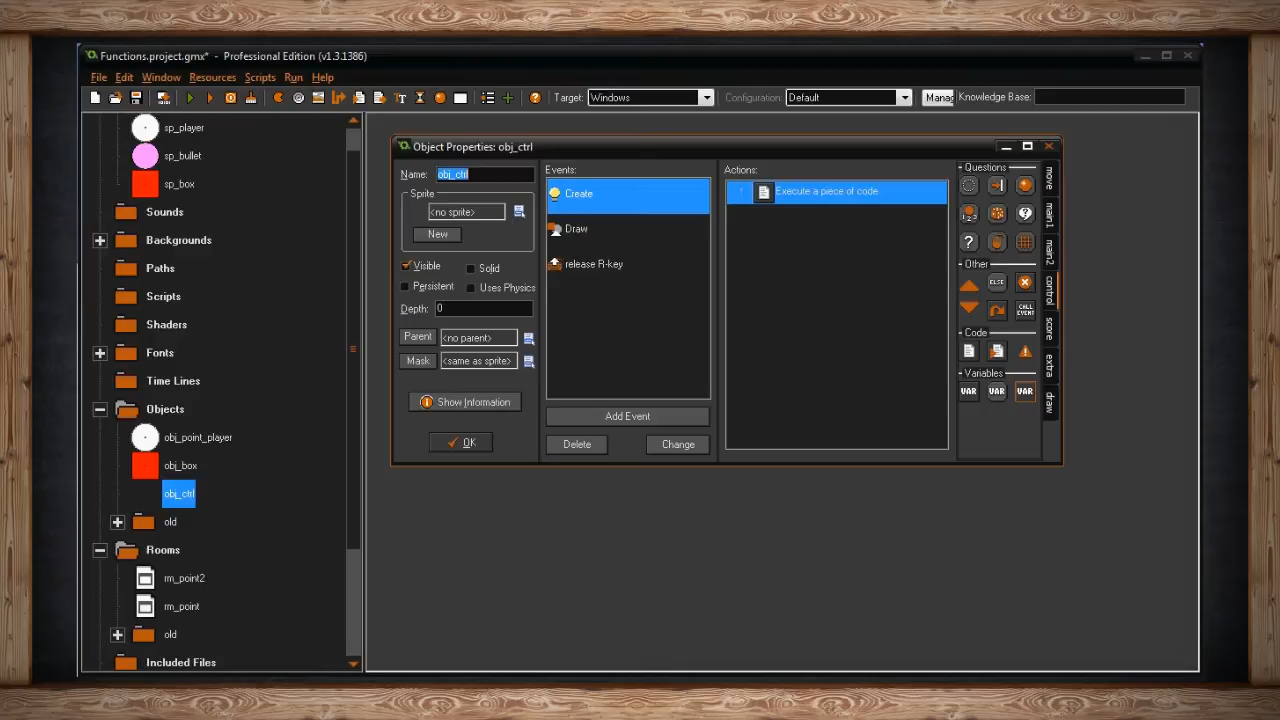 Functions.project.gmx* - Professional Edition (v1.3.1386)
File Edit Window Resources Scripts Run Help
Target: Windows Configuration: Default Manag Knowledge Base:
sp_player
sp_bullet
sp_box
Sounds
Backgrounds
Paths
Scripts
Shaders
Fonts
Time Lines
Objects
obj_point_player
obj_box
obj_ctrl
old
Rooms
rm_point2
rm_point
old
Included Files
Object Properties: obj_ctrl
Name: obj_ctrl
Sprite
<no sprite>
New
Visible Solid
Persistent Uses Physics
Depth: 0
Parent <no parent>
Mask <same as sprite>
Show Information
OK
Events:
Create
Draw
release R-key
Add Event
Delete Change
Actions:
Execute a piece of code
Questions
Other
ELSE
CALL
EVENT
Code
Variables
VAR VAR VAR
move
main1
main2
control
score
extra
draw